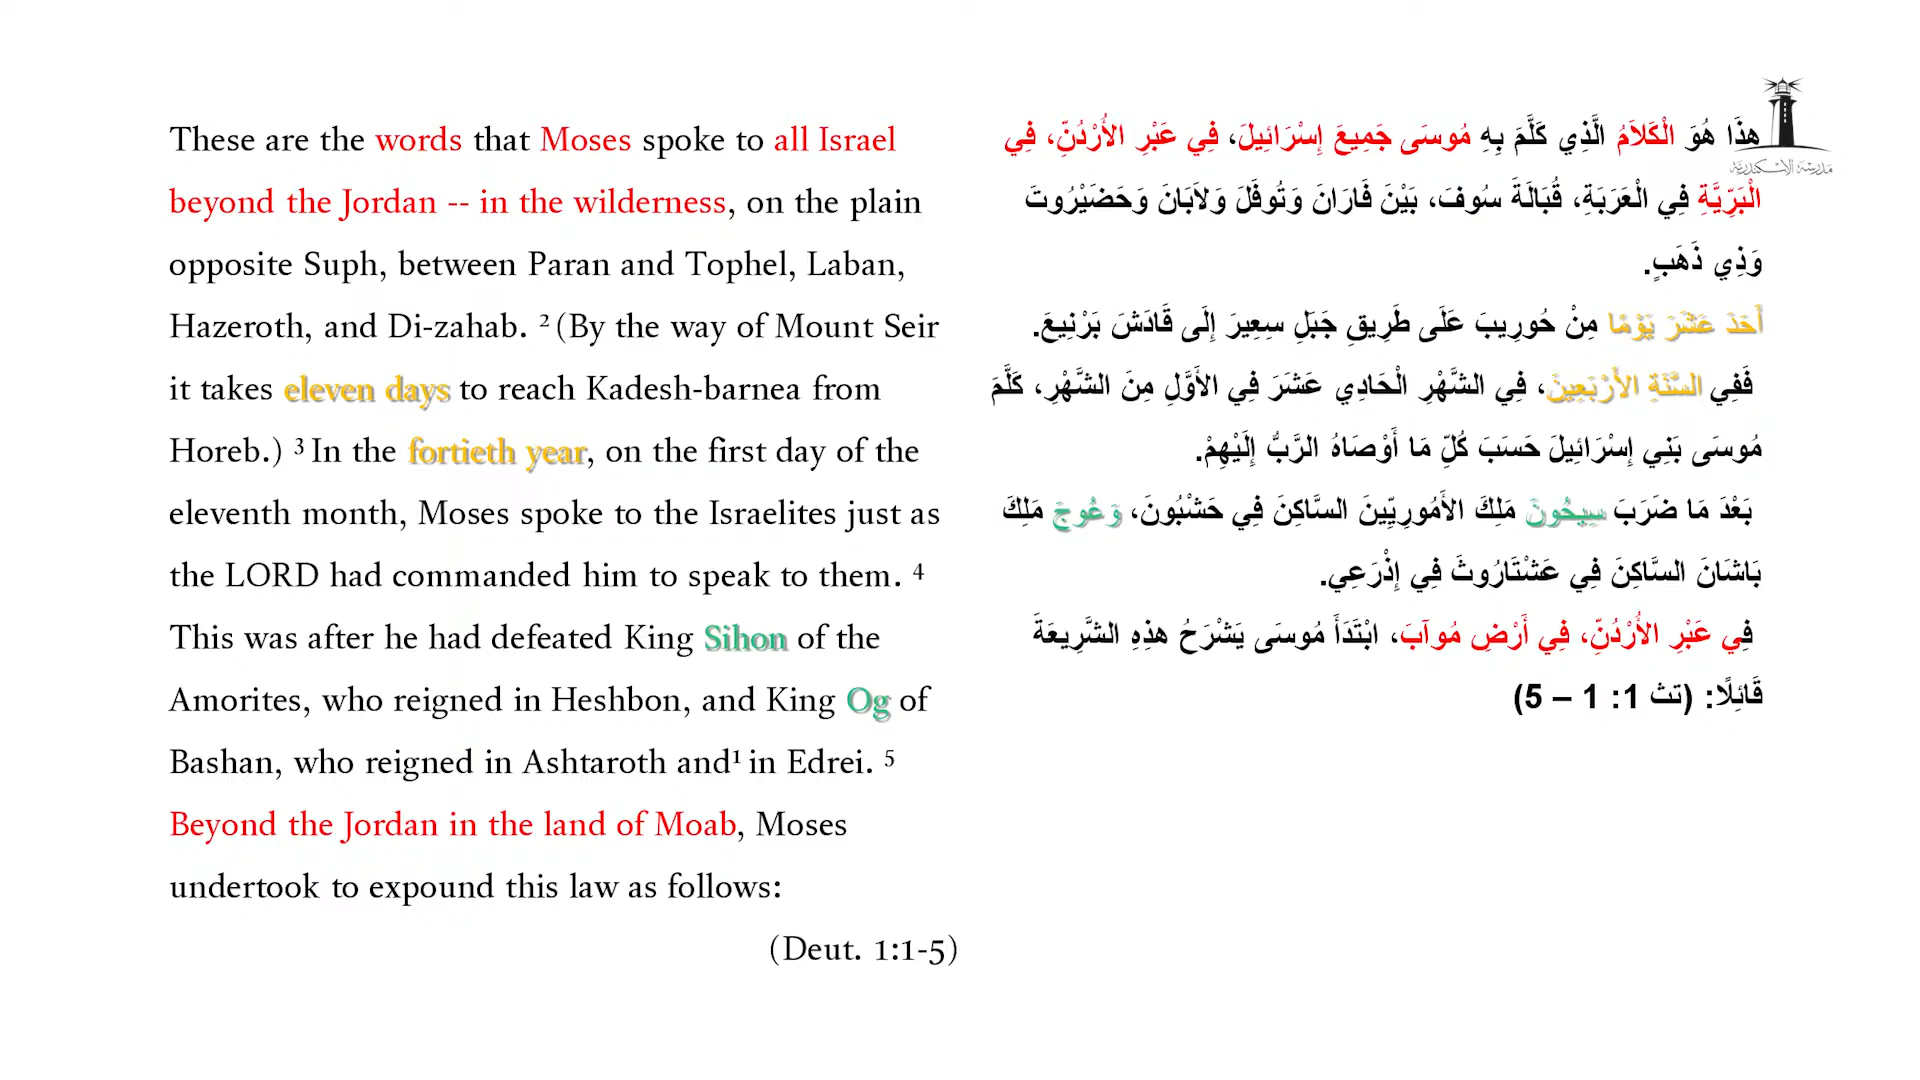 These are the words that Moses spoke to all Israel
beyond the Jordan -- in the wilderness, on the plain
opposite Suph, between Paran and Tophel, Laban,
Hazeroth, and Di-zahab. ² (By the way of Mount Seir
it takes eleven days to reach Kadesh-barnea from
Horeb.) ³ In the fortieth year, on the first day of the
eleventh month, Moses spoke to the Israelites just as
the LORD had commanded him to speak to them. ⁴
This was after he had defeated King Sihon of the
Amorites, who reigned in Heshbon, and King Og of
Bashan, who reigned in Ashtaroth and¹ in Edrei. ⁵
Beyond the Jordan in the land of Moab, Moses
undertook to expound this law as follows:
(Deut. 1:1-5)
هذَا هُوَ الْكَلاَمُ الَّذِي كَلَّمَ بِهِ مُوسَى جَمِيعَ إِسْرَائِيلَ، فِي عَبْرِ الأُرْدُنِّ، فِي
الْبَرِّيَّةِ فِي الْعَرَبَةِ، قُبَالَةَ سُوفَ، بَيْنَ فَارَانَ وَتُوفَلَ وَلاَبَانَ وَحَضَيْرُوتَ
وَذِي ذَهَبٍ.
أَحَدَ عَشَرَ يَوْمًا مِنْ حُورِيبَ عَلَى طَرِيقِ جَبَلِ سِعِيرَ إِلَى قَادَشَ بَرْنِيعَ.
فَفِي السَّنَةِ الأَرْبَعِينَ، فِي الشَّهْرِ الْحَادِي عَشَرَ فِي الأَوَّلِ مِنَ الشَّهْرِ، كَلَّمَ
مُوسَى بَنِي إِسْرَائِيلَ حَسَبَ كُلِّ مَا أَوْصَاهُ الرَّبُّ إِلَيْهِمْ.
بَعْدَ مَا ضَرَبَ سِيحُونَ مَلِكَ الأَمُورِيِّينَ السَّاكِنَ فِي حَشْبُونَ، وَعُوجَ مَلِكَ
بَاشَانَ السَّاكِنَ فِي عَشْتَارُوثَ فِي إِذْرَعِي.
فِي عَبْرِ الأُرْدُنِّ، فِي أَرْضِ مُوآبَ، ابْتَدَأَ مُوسَى يَشْرَحُ هذِهِ الشَّرِيعَةَ
قَائِلًا: (تث 1: 1 – 5)
مدرسة الاسكندرية